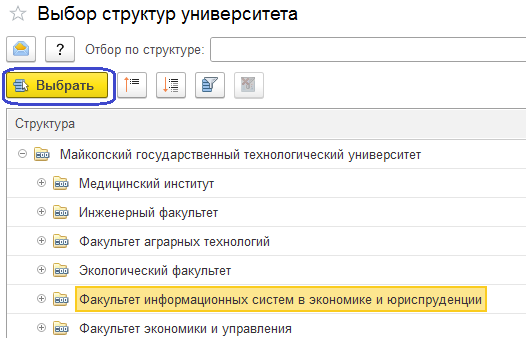 Выбор структур университета
? Отбор по структуре:
Выбрать
Структура
Майкопский государственный технологический университет
Медицинский институт
Инженерный факультет
Факультет аграрных технологий
Экологический факультет
Факультет информационных систем в экономике и юриспруденции
Факультет экономики и управления